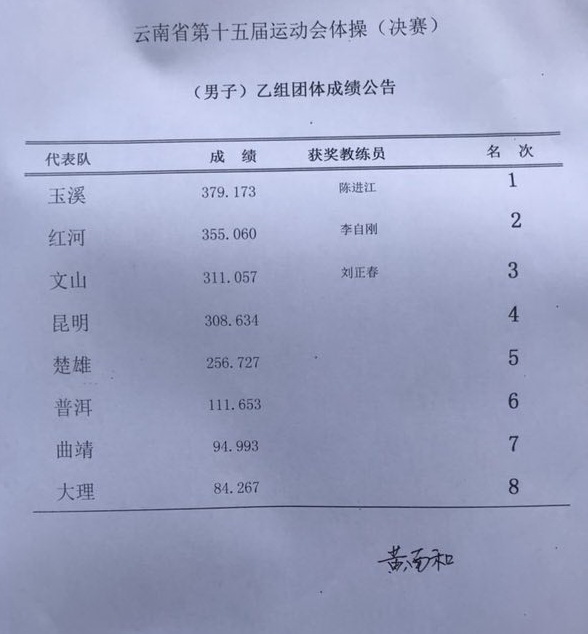 云南省第十五届运动会体操（决赛）
（男子）乙组团体成绩公告
代表队 成 绩 获奖教练员 名 次
玉溪 379.173 陈进江 1
红河 355.060 李自刚 2
文山 311.057 刘正春 3
昆明 308.634 4
楚雄 256.727 5
普洱 111.653 6
曲靖 94.993 7
大理 84.267 8